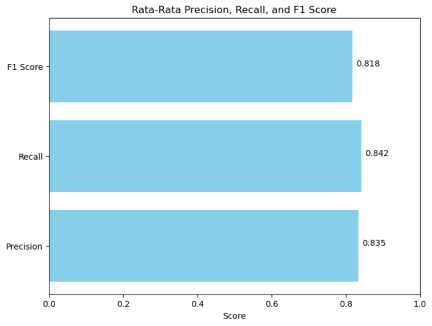 Rata-Rata Precision, Recall, and F1 Score
F1 Score
0.818
Recall
0.842
Precision
0.835
0.0 0.2 0.4 0.6 0.8 1.0
Score